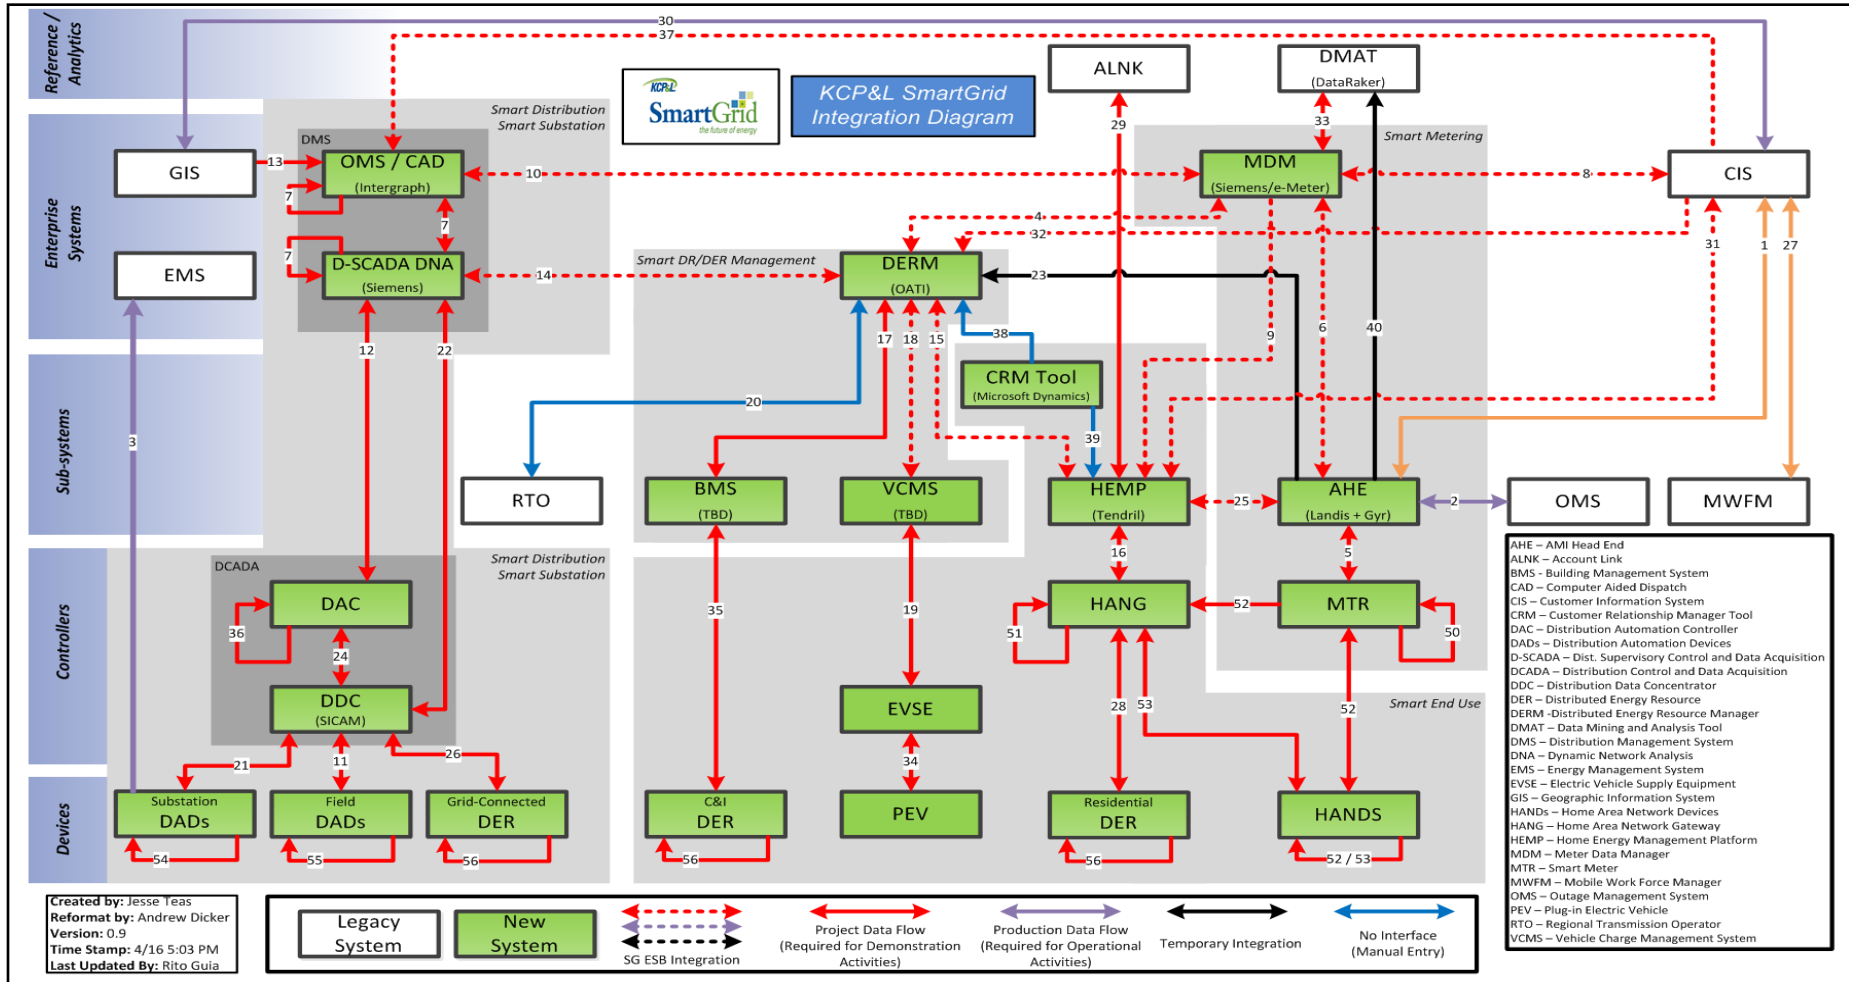 Reference /
Analytics
Enterprise
Systems
Sub-systems
Controllers
Devices
30
37
ALNK
DMAT
(DataRaker)
KCP&L
SmartGrid
the future of energy
KCP&L SmartGrid
Integration Diagram
Smart Distribution
Smart Substation
29
33
Smart Metering
DMS
GIS
13
OMS / CAD
(Intergraph)
7
10
MDM
(Siemens/e-Meter)
8
CIS
7
4
32
6
31
1
27
EMS
7
D-SCADA DNA
(Siemens)
14
Smart DR/DER Management
DERM
(OATI)
23
9
40
12
22
17
18
15
38
CRM Tool
(Microsoft Dynamics)
20
3
39
RTO
BMS
(TBD)
VCMS
(TBD)
HEMP
(Tendril)
25
AHE
(Landis + Gyr)
2
OMS
MWFM
Smart Distribution
Smart Substation
DCADA
16
5
DAC
36
24
35
19
HANG
51
52
MTR
50
DDC
(SICAM)
EVSE
28
53
52
Smart End Use
21
11
26
34
Substation
DADs
Field
DADs
Grid-Connected
DER
C&I
DER
PEV
Residential
DER
HANDS
54
55
56
56
56
52 / 53
AHE – AMI Head End
ALNK – Account Link
BMS - Building Management System
CAD – Computer Aided Dispatch
CIS – Customer Information System
CRM – Customer Relationship Manager Tool
DAC – Distribution Automation Controller
DADs – Distribution Automation Devices
D-SCADA – Dist. Supervisory Control and Data Acquisition
DCADA – Distribution Control and Data Acquisition
DDC – Distribution Data Concentrator
DER – Distributed Energy Resource
DERM -Distributed Energy Resource Manager
DMAT – Data Mining and Analysis Tool
DMS – Distribution Management System
DNA – Dynamic Network Analysis
EMS – Energy Management System
EVSE – Electric Vehicle Supply Equipment
GIS – Geographic Information System
HANDs – Home Area Network Devices
HANG – Home Area Network Gateway
HEMP – Home Energy Management Platform
MDM – Meter Data Manager
MTR – Smart Meter
MWFM – Mobile Work Force Manager
OMS – Outage Management System
PEV – Plug-in Electric Vehicle
RTO – Regional Transmission Operator
VCMS – Vehicle Charge Management System
Created by: Jesse Teas
Reformat by: Andrew Dicker
Version: 0.9
Time Stamp: 4/16 5:03 PM
Last Updated By: Rito Guia
Legacy
System
New
System
SG ESB Integration
Project Data Flow
(Required for Demonstration
Activities)
Production Data Flow
(Required for Operational
Activities)
Temporary Integration
No Interface
(Manual Entry)